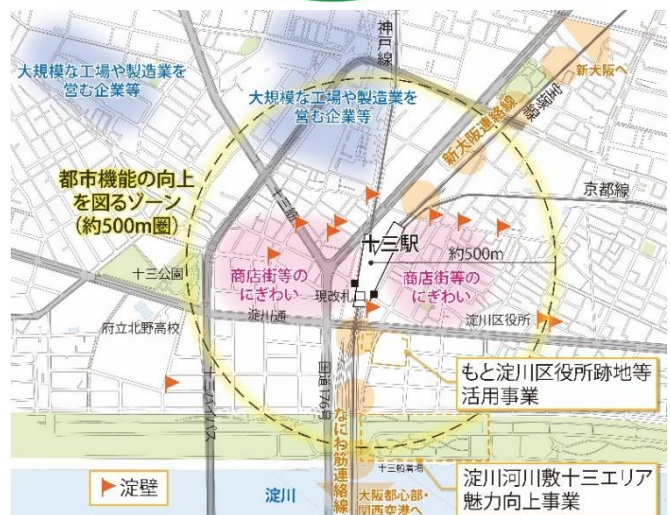 神戸線
大規模な工場や製造業を
営む企業等
大規模な工場や製造業を
営む企業等
新大阪へ
宝塚線
新大阪連絡線
都市機能の向上
を図るゾーン
(約500m圏)
十三筋
京都線
十三駅
約500m
十三公園
商店街等の
にぎわい
現改札口
商店街等の
にぎわい
府立北野高校
淀川通
淀川区役所
十三バイパス
国道176号
なにわ筋連絡線
もと淀川区役所跡地等
活用事業
淀壁
淀川
十三船着場
大阪都心部・
関西空港へ
淀川河川敷十三エリア
魅力向上事業